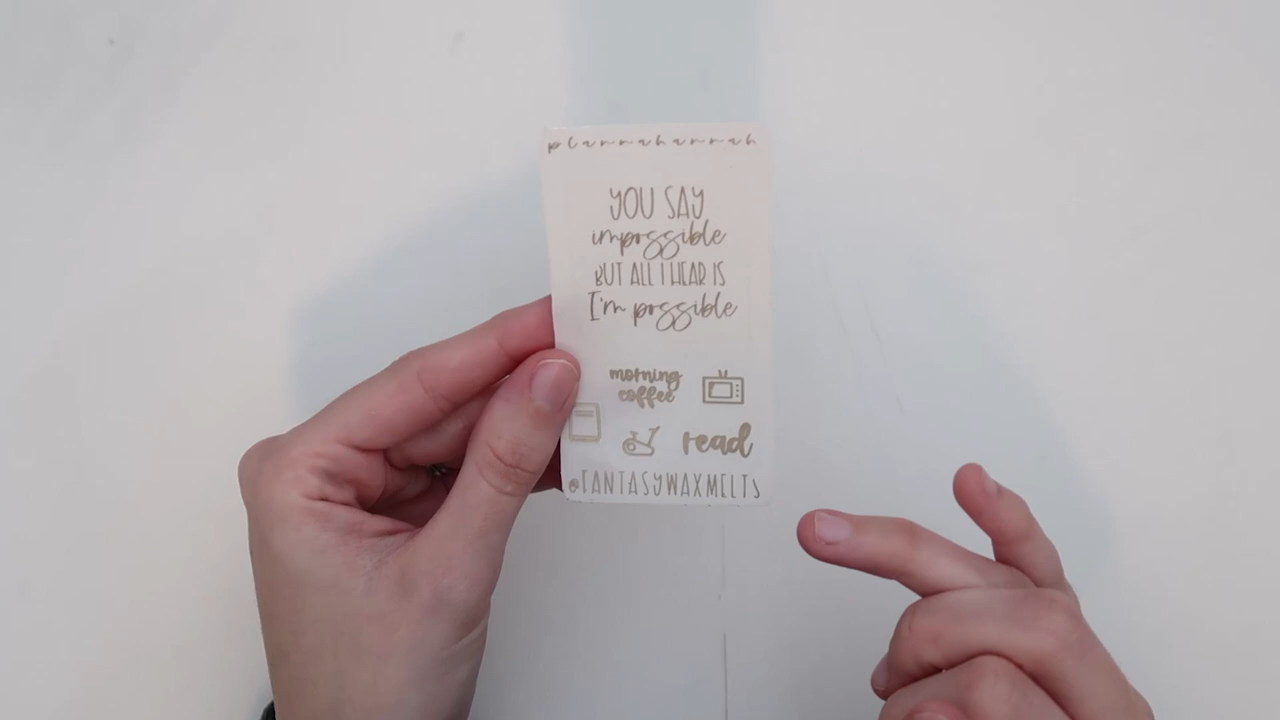 plannahannah
YOU SAY
impossible
BUT ALL I HEAR IS
I'm possible
morning
coffee
read
@FANTASYWAXMELTS